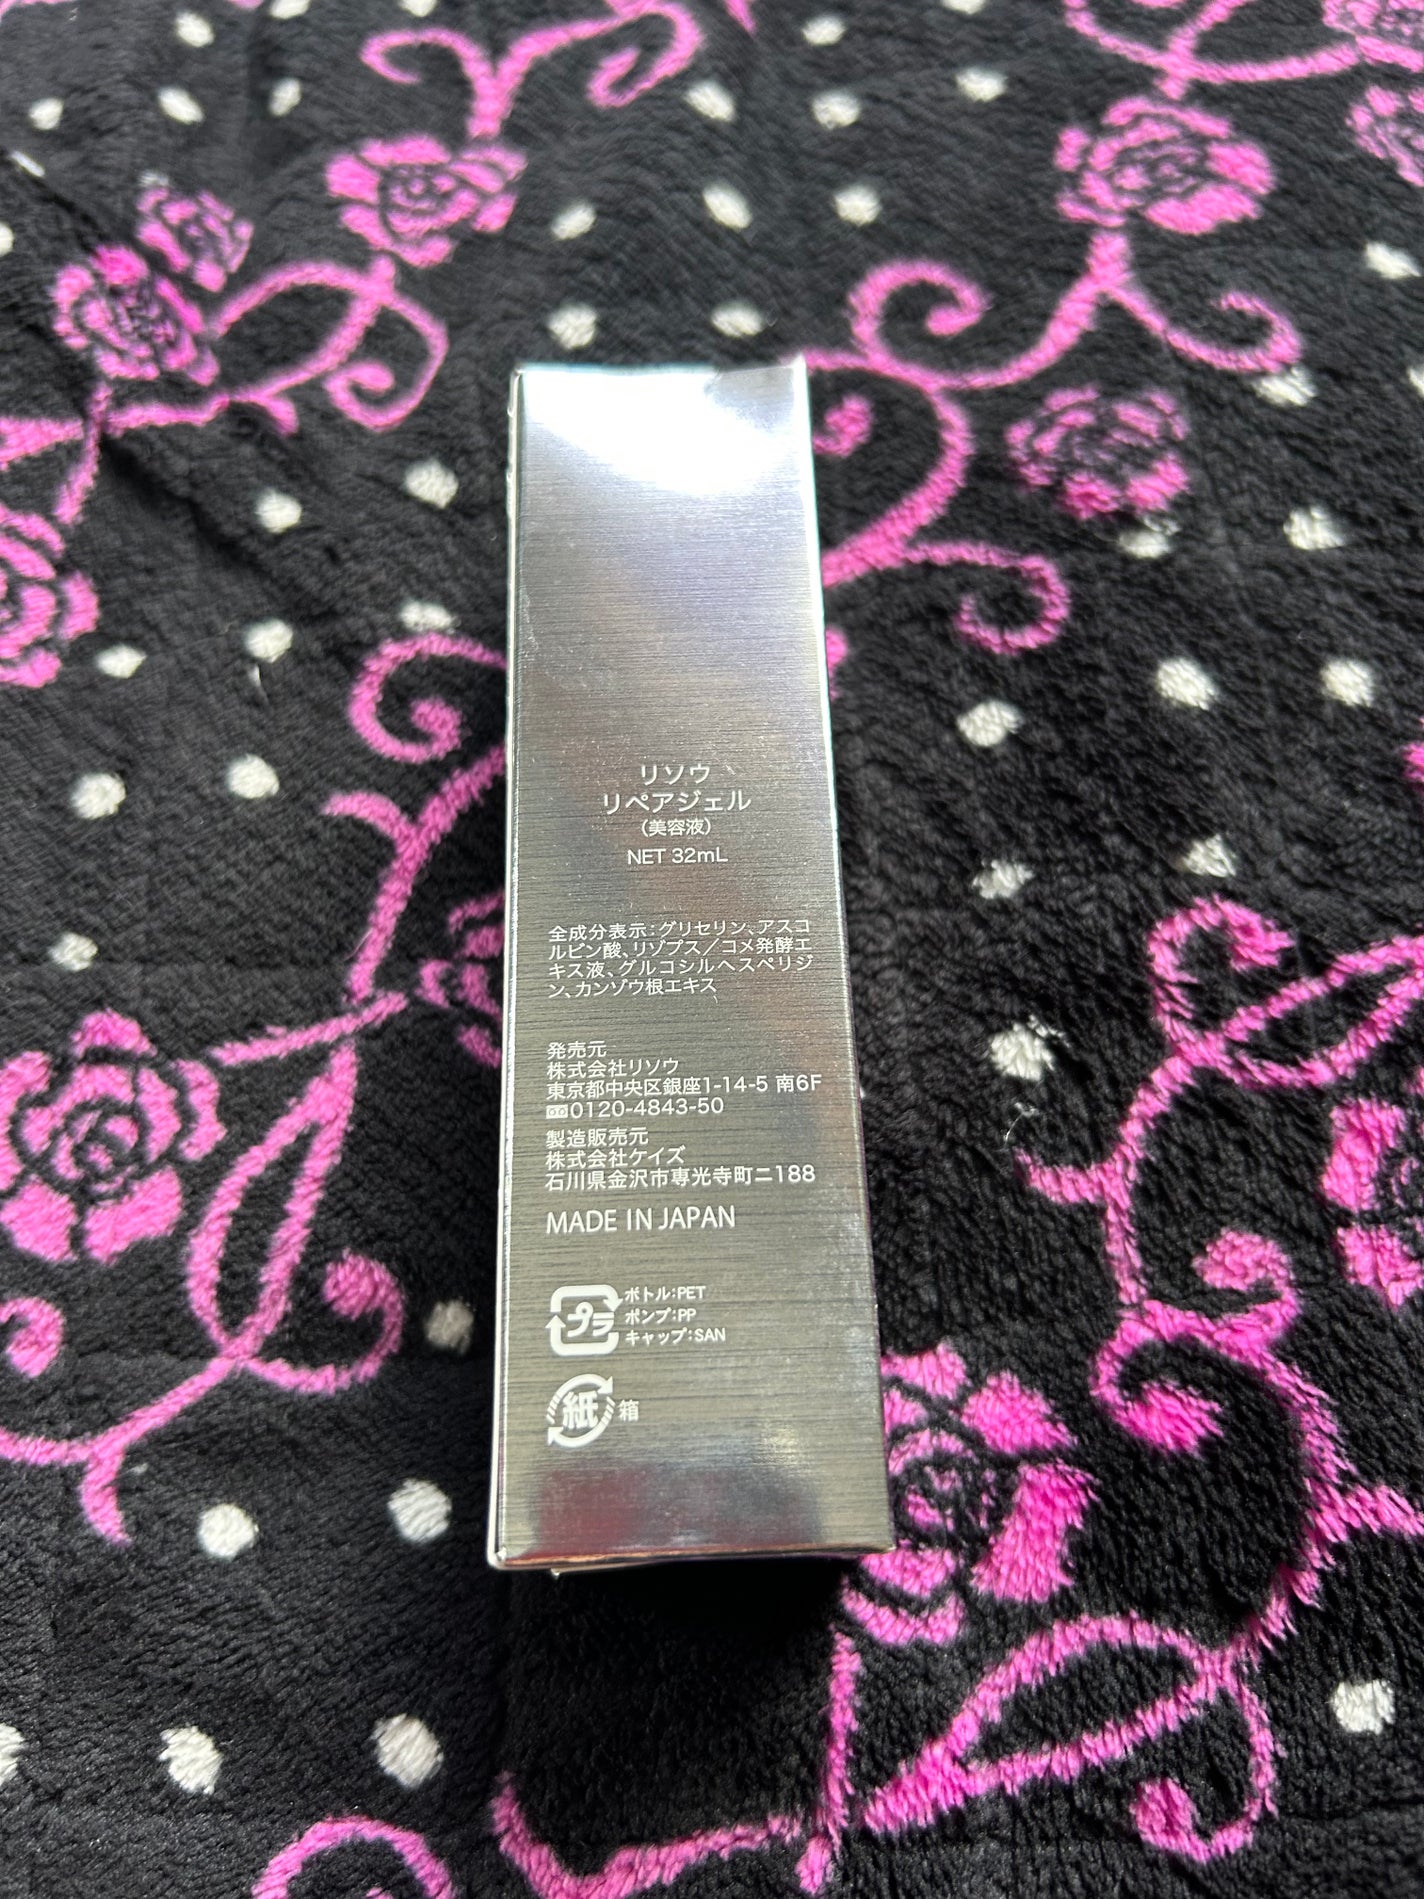 リソウ
リペアジェル
（美容液）
NET 32mL
全成分表示：グリセリン、アスコ
ルビン酸、リゾプス／コメ発酵エ
キス液、グルコシルヘスペリジ
ン、カンゾウ根エキス
発売元
株式会社リソウ
東京都中央区銀座1-14-5 南6F
0120-4843-50
製造販売元
株式会社ケイズ
石川県金沢市専光寺町ニ188
MADE IN JAPAN
プラ
ボトル：PET
ポンプ：PP
キャップ：SAN
紙
箱